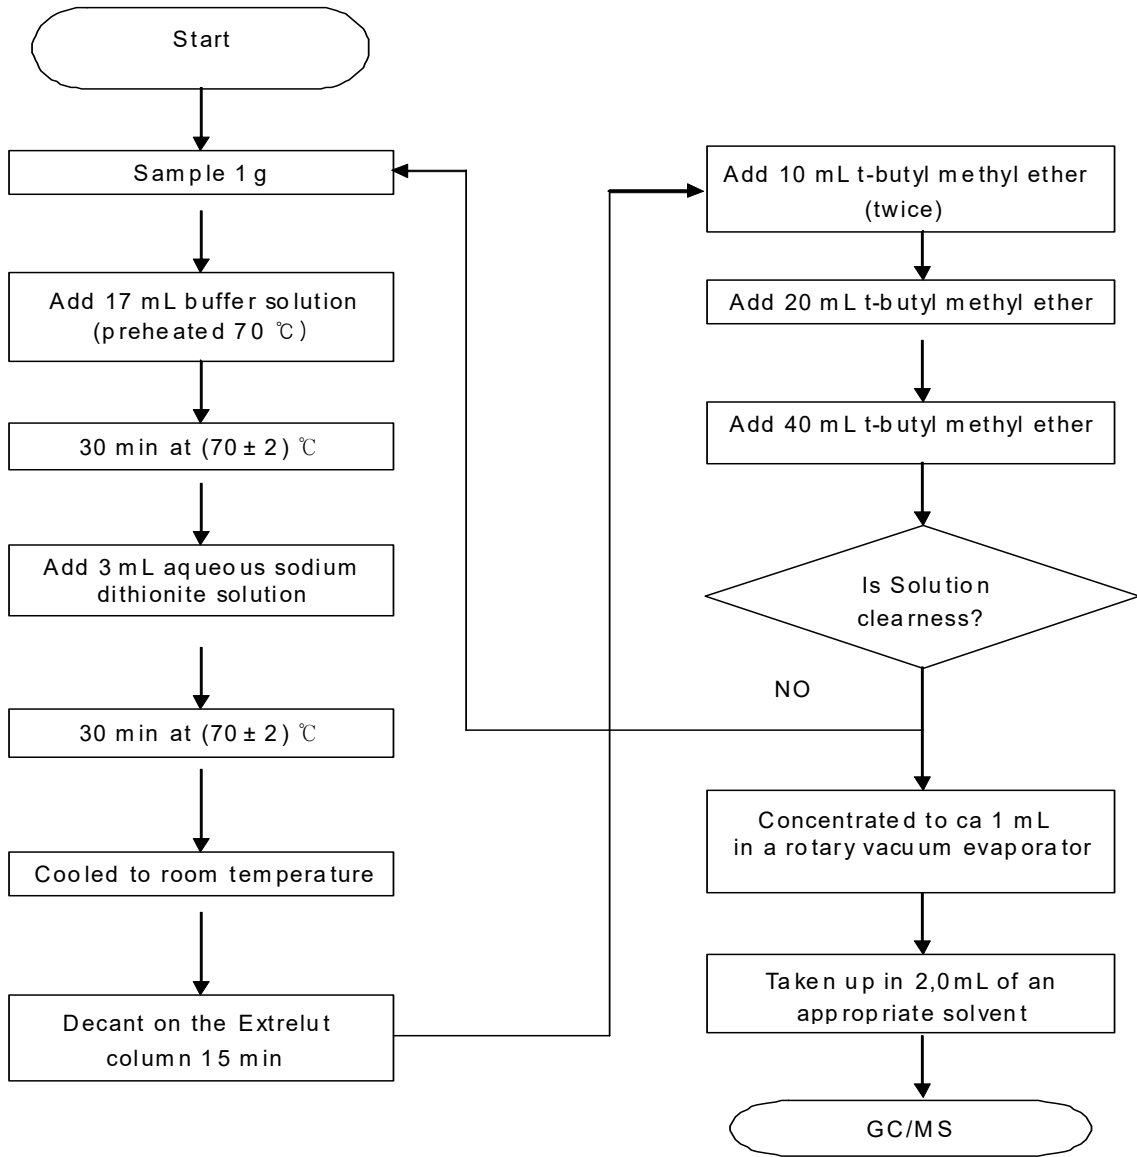 Start
Sample 1 g
Add 17 mL buffer solution
(preheated 70 ℃)
30 min at (70 ± 2) ℃
Add 3 mL aqueous sodium
dithionite solution
30 min at (70 ± 2) ℃
Cooled to room temperature
Decant on the Extrelut
column 15 min
Add 10 mL t-butyl methyl ether
(twice)
Add 20 mL t-butyl methyl ether
Add 40 mL t-butyl methyl ether
Is Solution
clearness?
NO
Concentrated to ca 1 mL
in a rotary vacuum evaporator
Taken up in 2,0mL of an
appropriate solvent
GC/MS